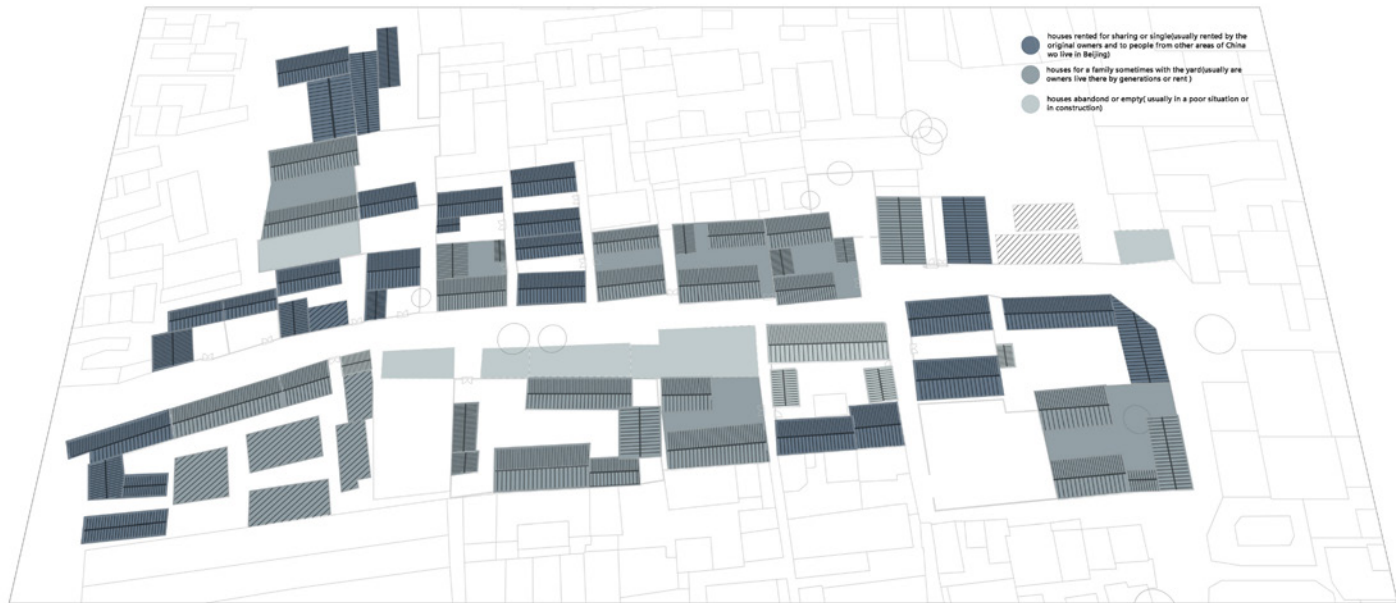 houses rented for sharing or single(usually rented by the
original owners and to people from other areas of China
wo live in Beijing)
houses for a family sometimes with the yard(usually are
owners live there by generations or rent )
houses abandond or empty( usually in a poor situation or
in construction)